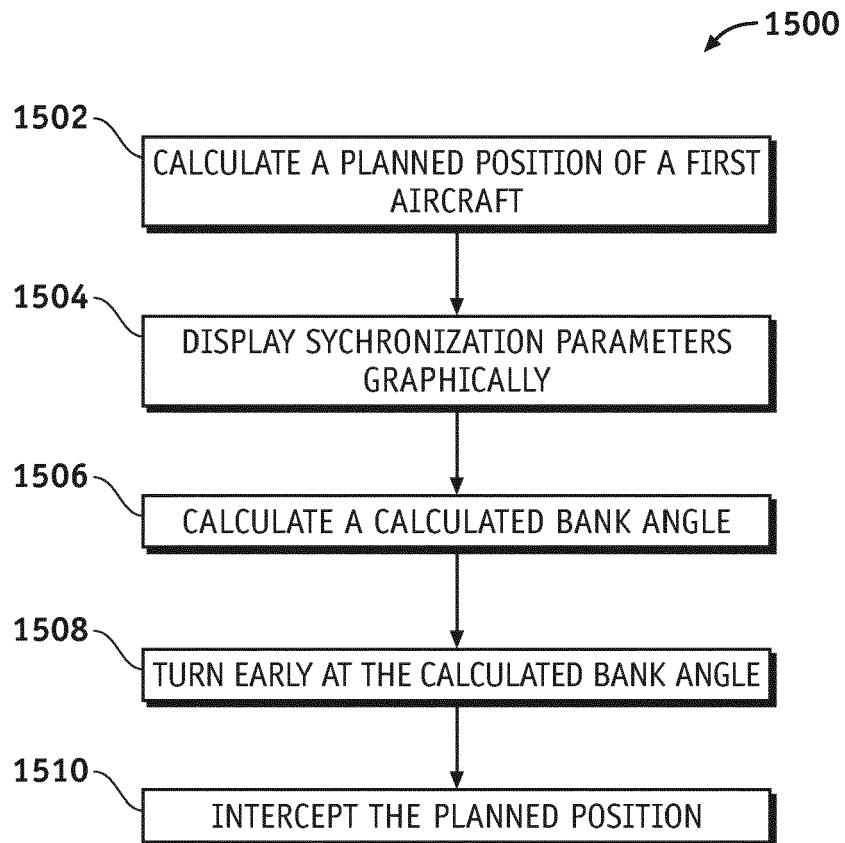 1500
1502
CALCULATE A PLANNED POSITION OF A FIRST
AIRCRAFT
1504
DISPLAY SYCHRONIZATION PARAMETERS
GRAPHICALLY
1506
CALCULATE A CALCULATED BANK ANGLE
1508
TURN EARLY AT THE CALCULATED BANK ANGLE
1510
INTERCEPT THE PLANNED POSITION